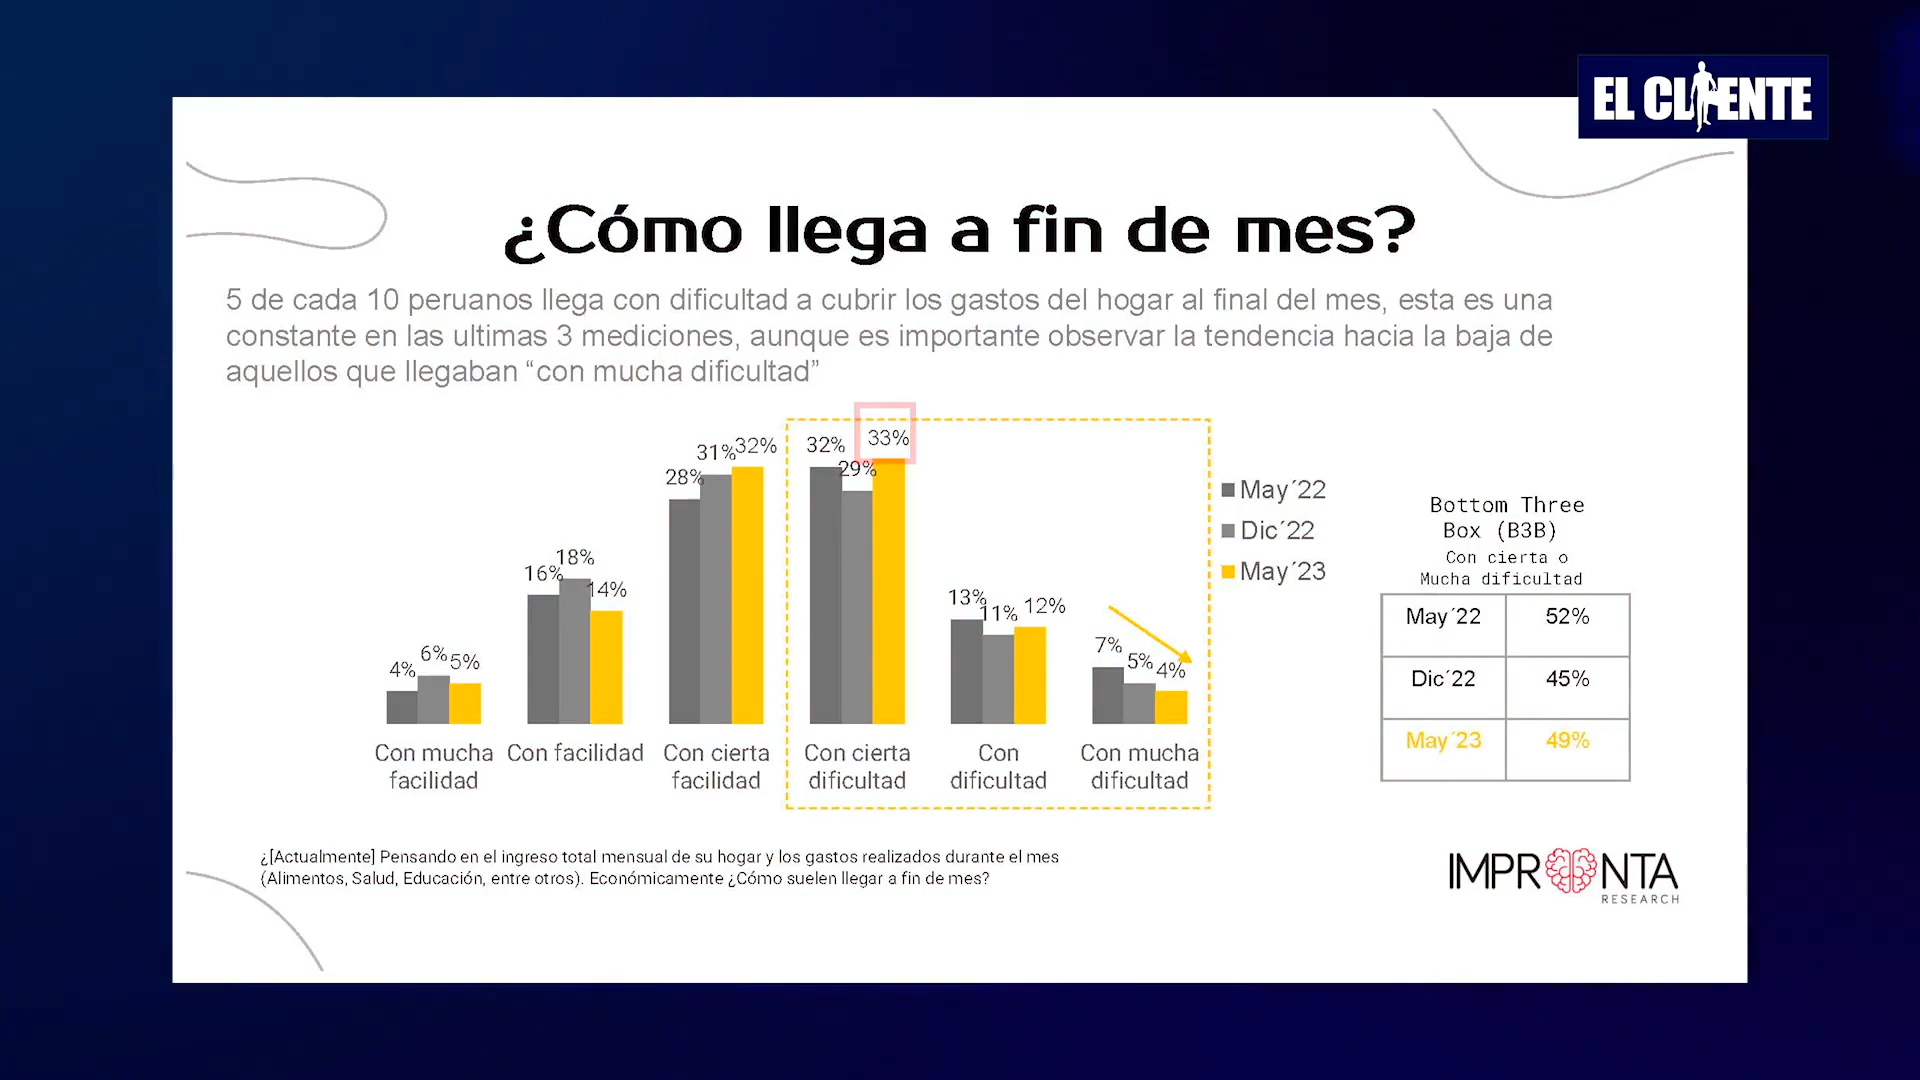 EL CLIENTE
¿Cómo llega a fin de mes?
5 de cada 10 peruanos llega con dificultad a cubrir los gastos del hogar al final del mes, esta es una
constante en las ultimas 3 mediciones, aunque es importante observar la tendencia hacia la baja de
aquellos que llegaban “con mucha dificultad”
4% 6% 5%
16% 18% 14%
28% 31% 32%
32% 29% 33%
13% 11% 12%
7% 5% 4%
Con mucha
facilidad
Con facilidad
Con cierta
facilidad
Con cierta
dificultad
Con
dificultad
Con mucha
dificultad
May´22
Dic´22
May´23
Bottom Three
Box (B3B)
Con cierta o
Mucha dificultad
May´22 52%
Dic´22 45%
May´23 49%
¿[Actualmente] Pensando en el ingreso total mensual de su hogar y los gastos realizados durante el mes
(Alimentos, Salud, Educación, entre otros). Económicamente ¿Cómo suelen llegar a fin de mes?
IMPRONTA
RESEARCH